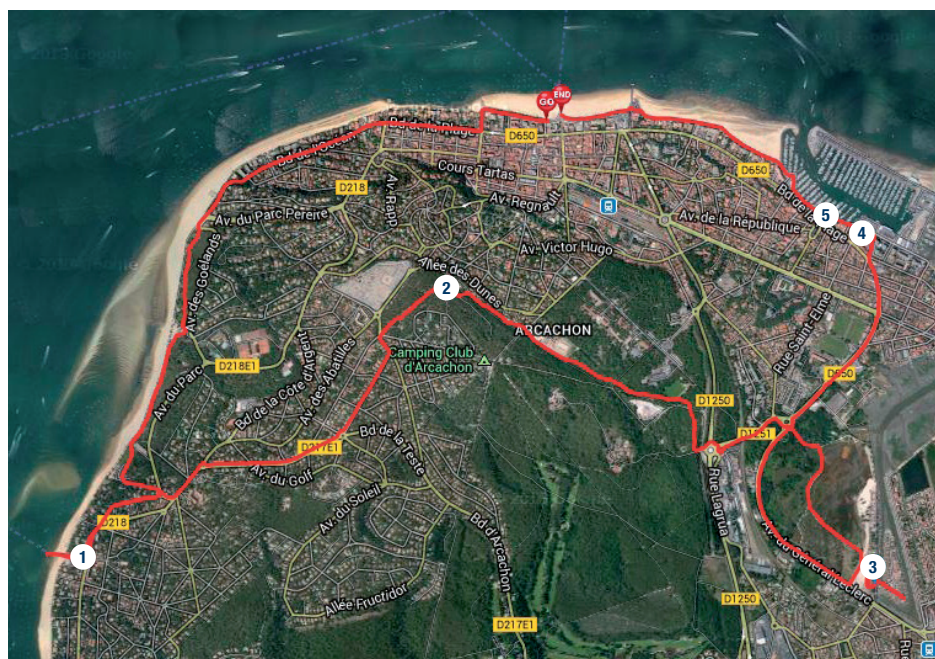 GO
END
Bd de la Plage
D650
Bd de l'Océan
Cours Tartas
D650
D218
Av. Rapp
Av. Regnault
Bd de la Plage
5
4
Av. du Parc Pereire
Av. de la République
Av. Victor Hugo
Allée des Dunes
Av. des Goélands
2
ARCACHON
Rue Saint-Elme
Camping Club
d'Arcachon
D218E1
D650
Av. du Parc
Bd de la Côte d'Argent
Av. des Abatilles
D1250
D1251
D217E1
Bd de la Teste
Av. du Golf
Rue Lagrua
Av. du Soleil
D218
Bd d'Arcachon
1
Av. du Général Leclerc
3
Allée Fructidor
D1250
D217E1
Rue